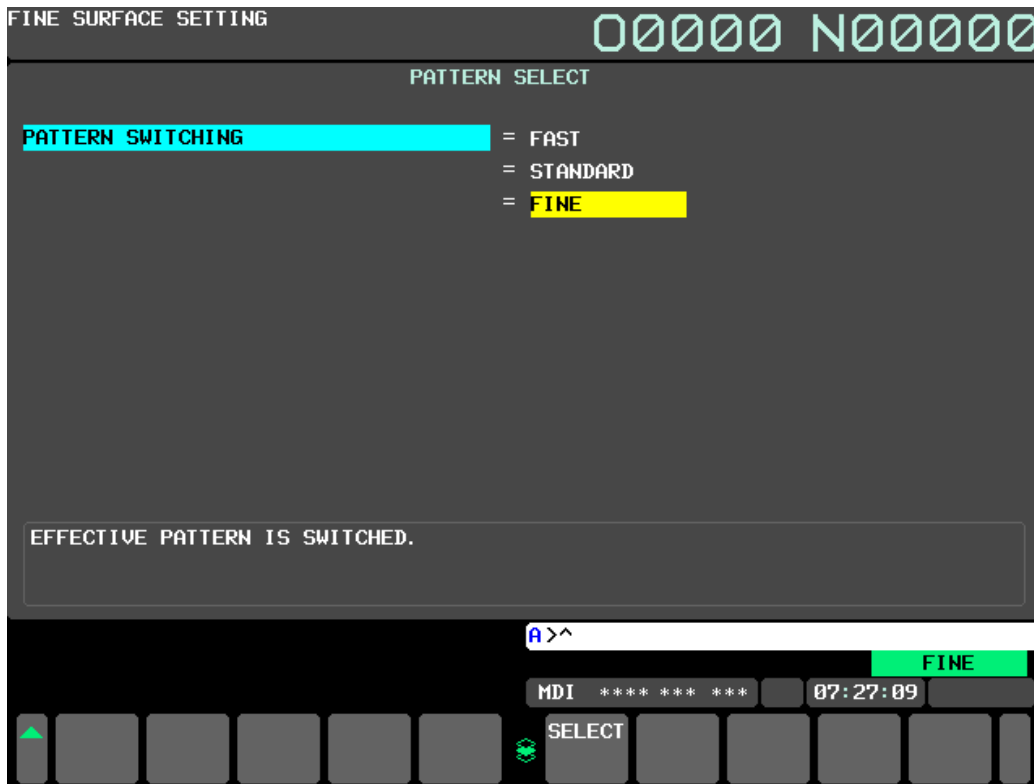 FINE SURFACE SETTING
O0000 N00000
PATTERN SELECT
PATTERN SWITCHING = FAST
= STANDARD
= FINE
EFFECTIVE PATTERN IS SWITCHED.
A>^
FINE
MDI **** *** *** 07:27:09
SELECT